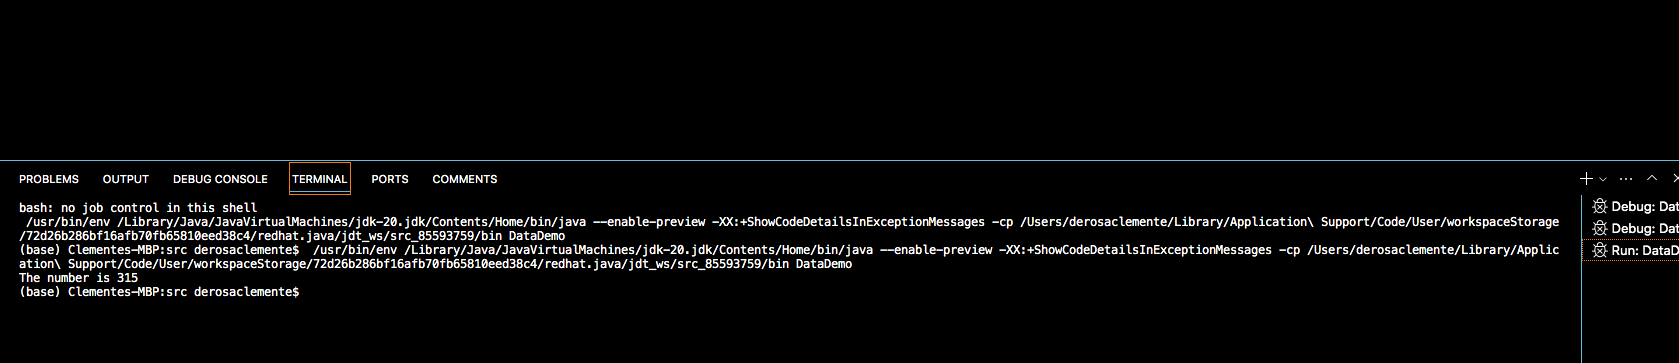 PROBLEMS OUTPUT DEBUG CONSOLE TERMINAL PORTS COMMENTS
bash: no job control in this shell
/usr/bin/env /Library/Java/JavaVirtualMachines/jdk-20.jdk/Contents/Home/bin/java --enable-preview -XX:+ShowCodeDetailsInExceptionMessages -cp /Users/derosaclemente/Library/Application\ Support/Code/User/workspaceStorage
/72d26b286bf16afb70fb65810eed38c4/redhat.java/jdt_ws/src_85593759/bin DataDemo
(base) Clementes-MBP:src derosaclemente$  /usr/bin/env /Library/Java/JavaVirtualMachines/jdk-20.jdk/Contents/Home/bin/java --enable-preview -XX:+ShowCodeDetailsInExceptionMessages -cp /Users/derosaclemente/Library/Applic
ation\ Support/Code/User/workspaceStorage/72d26b286bf16afb70fb65810eed38c4/redhat.java/jdt_ws/src_85593759/bin DataDemo
The number is 315
(base) Clementes-MBP:src derosaclemente$
Debug: Dat
Debug: Dat
Run: DataD